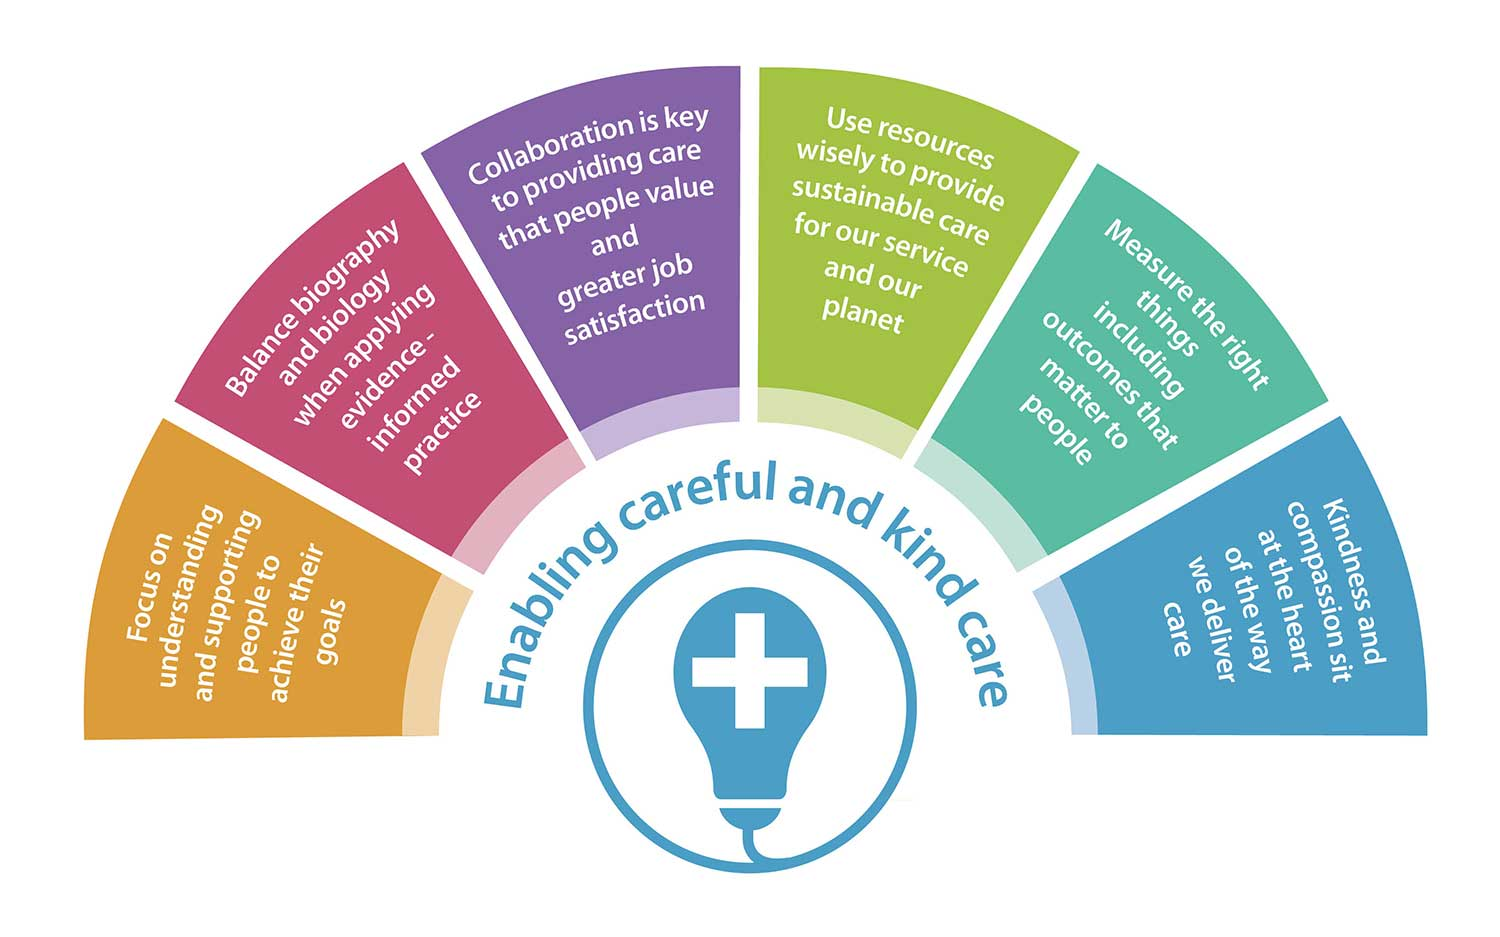 Focus on
understanding
and supporting
people to
achieve their
goals
Balance biography
and biology
when applying
evidence -
informed
practice
Collaboration is key
to providing care
that people value
and
greater job
satisfaction
Use resources
wisely to provide
sustainable care
for our service
and our
planet
Measure the right
things
including
outcomes that
matter to
people
Kindness and
compassion sit
at the heart
of the way
we deliver
care
Enabling careful and kind care